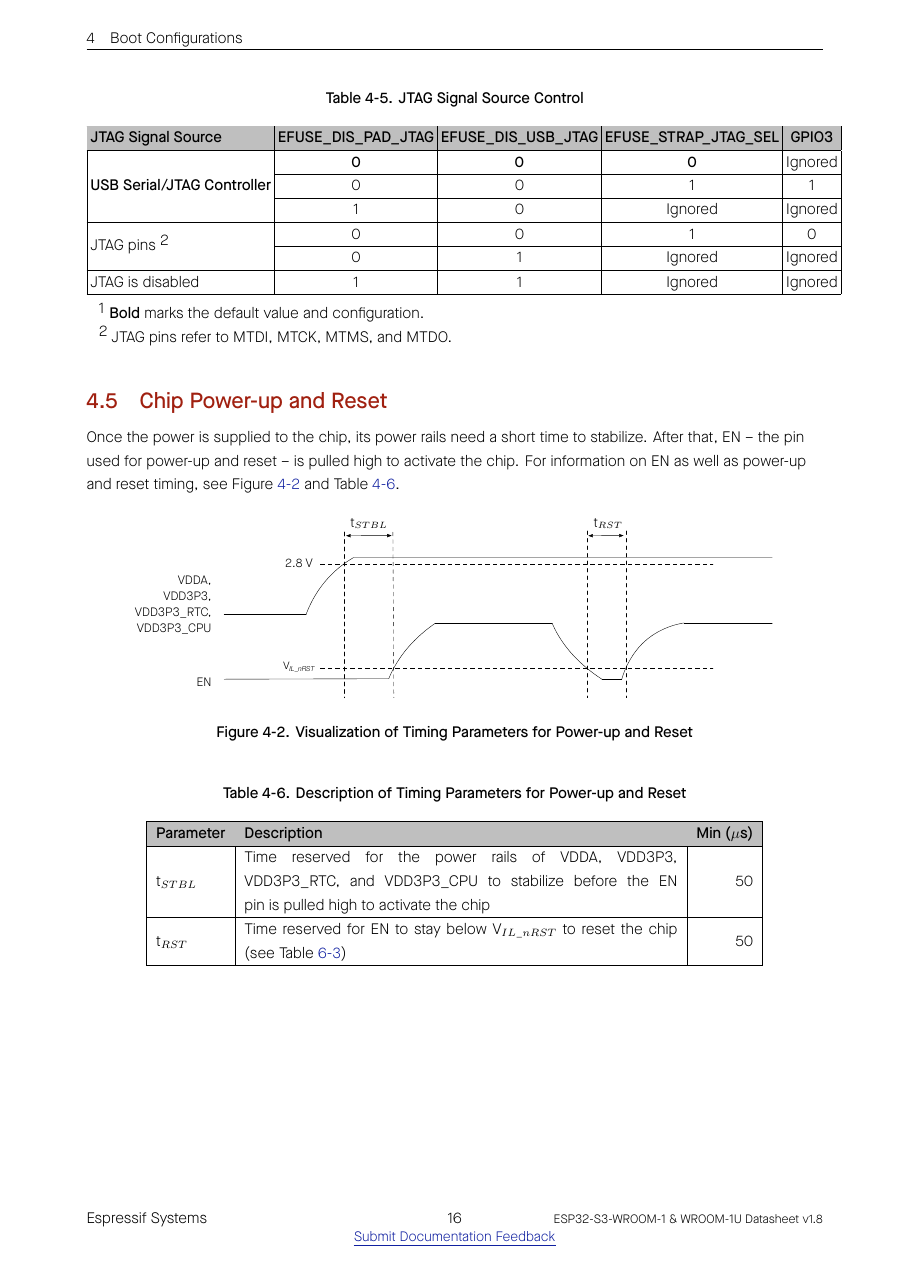 4 Boot Configurations
Table 4-5. JTAG Signal Source Control
JTAG Signal Source EFUSE_DIS_PAD_JTAG EFUSE_DIS_USB_JTAG EFUSE_STRAP_JTAG_SEL GPIO3
0 0 0 Ignored
USB Serial/JTAG Controller 0 0 1 1
1 0 Ignored Ignored
JTAG pins 2 0 0 1 0
0 1 Ignored Ignored
JTAG is disabled 1 1 Ignored Ignored
1 Bold marks the default value and configuration.
2 JTAG pins refer to MTDI, MTCK, MTMS, and MTDO.
4.5 Chip Power-up and Reset
Once the power is supplied to the chip, its power rails need a short time to stabilize. After that, EN – the pin
used for power-up and reset – is pulled high to activate the chip. For information on EN as well as power-up
and reset timing, see Figure 4-2 and Table 4-6.
tSTBL tRST
2.8 V
VDDA,
VDD3P3,
VDD3P3_RTC,
VDD3P3_CPU
VIL_nRST
EN
Figure 4-2. Visualization of Timing Parameters for Power-up and Reset
Table 4-6. Description of Timing Parameters for Power-up and Reset
Parameter Description Min (μs)
Time reserved for the power rails of VDDA, VDD3P3,
tSTBL VDD3P3_RTC, and VDD3P3_CPU to stabilize before the EN 50
pin is pulled high to activate the chip
tRST Time reserved for EN to stay below VIL_nRST to reset the chip 50
(see Table 6-3)
Espressif Systems 16 ESP32-S3-WROOM-1 & WROOM-1U Datasheet v1.8
Submit Documentation Feedback